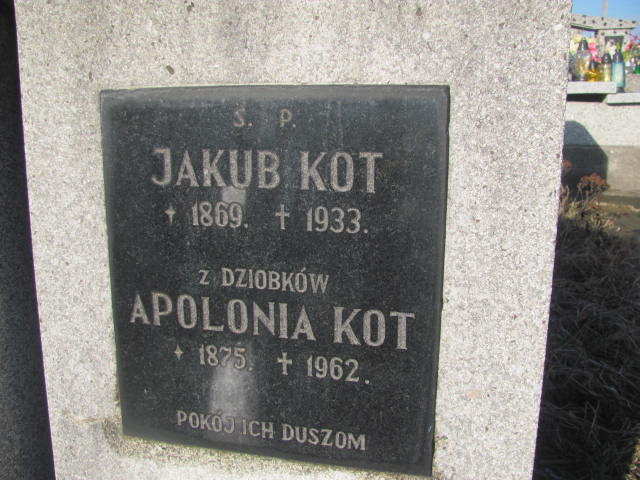 Ś. P.
JAKUB KOT
✦ 1869. ✝ 1933.
Z DZIOBKÓW
APOLONIA KOT
✦ 1875. ✝ 1962.
POKÓJ ICH DUSZOM